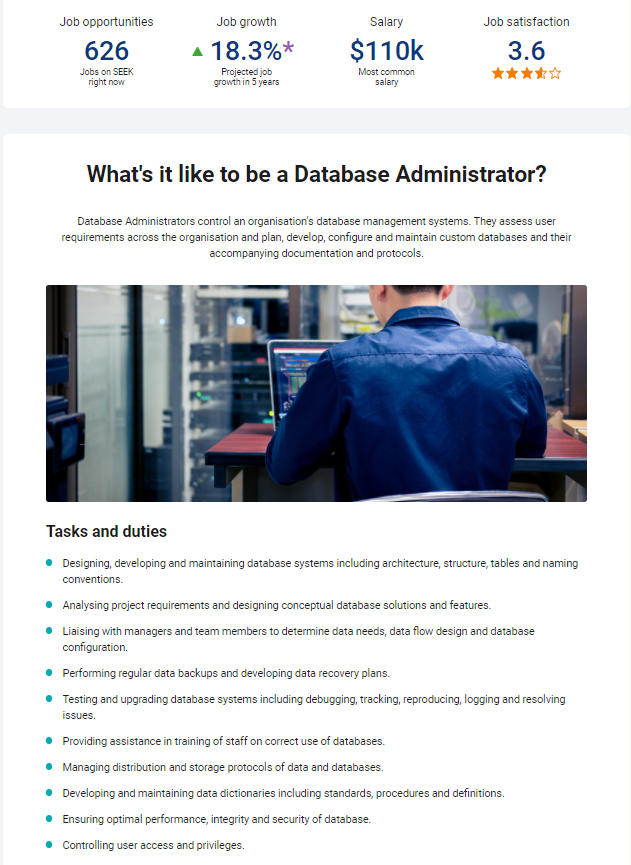 Job opportunities
626
Jobs on SEEK
right now
Job growth
18.3%*
Projected job
growth in 5 years
Salary
$110k
Most common
salary
Job satisfaction
3.6
What's it like to be a Database Administrator?
Database Administrators control an organisation's database management systems. They assess user
requirements across the organisation and plan, develop, configure and maintain custom databases and their
accompanying documentation and protocols.
Tasks and duties
Designing, developing and maintaining database systems including architecture, structure, tables and naming
conventions.
Analysing project requirements and designing conceptual database solutions and features.
Liaising with managers and team members to determine data needs, data flow design and database
configuration.
Performing regular data backups and developing data recovery plans.
Testing and upgrading database systems including debugging, tracking, reproducing, logging and resolving
issues.
Providing assistance in training of staff on correct use of databases.
Managing distribution and storage protocols of data and databases.
Developing and maintaining data dictionaries including standards, procedures and definitions.
Ensuring optimal performance, integrity and security of database.
Controlling user access and privileges.